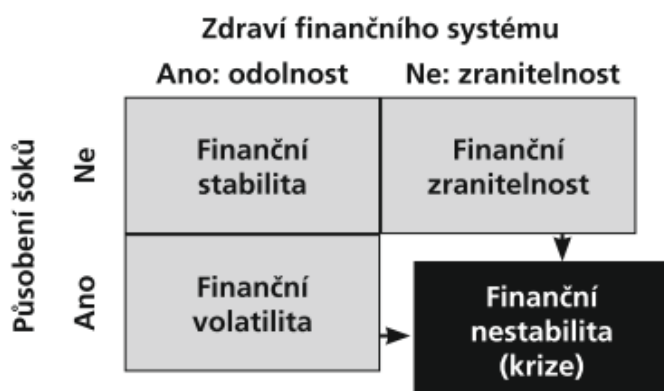 Zdraví finančního systému
Ano: odolnost
Ne: zranitelnost
Působení šoků
Ne
Finanční
stabilita
Finanční
zranitelnost
Ano
Finanční
volatilita
Finanční
nestabilita
(krize)